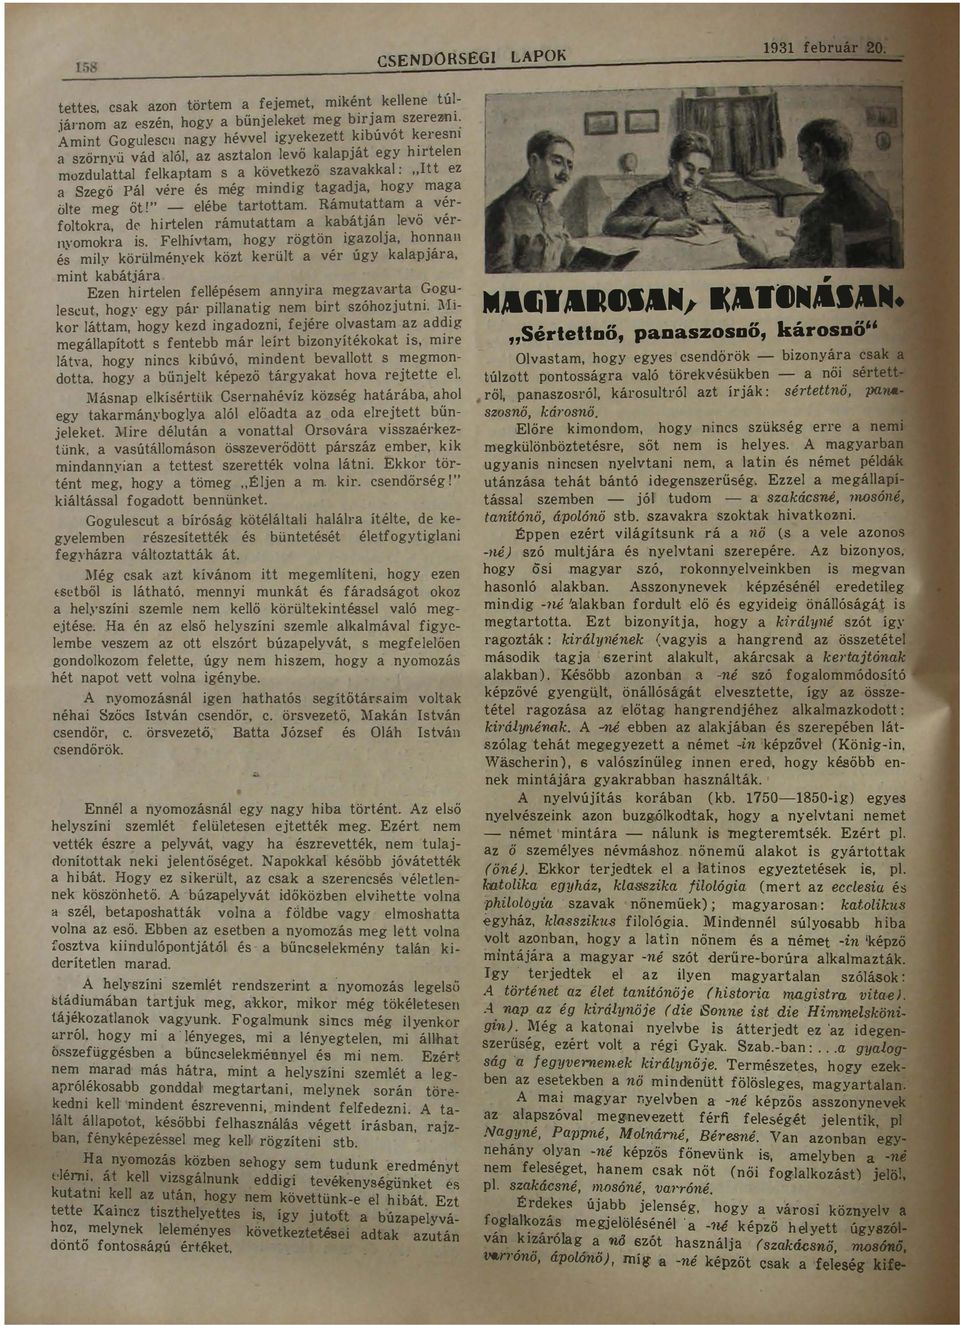 158
CSENDŐRSÉGI LAPOK
1931 február 20.
tettes, csak azon törtem a fejemet, miként kellene túl-
járnom az eszén, hogy a bűnjeleket meg birjam szerezni.
Amint Gogulescu nagy hévvel igyekezett kibúvót keresni
a szörnyű vád alól, az asztalon levő kalapját egy hirtelen
mozdulattal felkaptam s a következő szavakkal: „Itt ez
a Szegő Pál vére és még mindig tagadja, hogy maga
ölte meg őt!" — elébe tartottam. Rámutattam a vér-
foltokra, de hirtelen rámutattam a kabátján levő vér-
nyomokra is. Felhívtam, hogy rögtön igazolja, honnan
és mily körülmények közt került a vér úgy kalapjára,
mint kabátjára.
Ezen hirtelen fellépésem annyira megzavarta Gogu-
lescut, hogy egy pár pillanatig nem birt szóhozjutni. Mi-
kor láttam, hogy kezd ingadozni, fejére olvastam az addig
megállapított s fentebb már leírt bizonyítékokat is, mire
látva, hogy nincs kibúvó, mindent bevallott s megmon-
dotta, hogy a bűnjelt képező tárgyakat hova rejtette el.
Másnap elkísértük Csernahéviz község határába, ahol
egy takarmányboglya alól előadta az oda elrejtett bűn-
jeleket. Mire délután a vonattal Orsovára visszaérkez-
tünk, a vasútállomáson összeverődött párszáz ember, kik
mindannyian a tettest szerették volna látni. Ekkor tör-
tént meg, hogy a tömeg „Éljen a m. kir. csendőrség!"
kiáltással fogadott bennünket.
Gogulescut a bíróság kötéláltali halálra ítélte, de ke-
gyelemben részesítették és büntetését életfogytiglani
fegyházra változtatták át.
Még csak azt kívánom itt megemlíteni, hogy ezen
esetből is látható, mennyi munkát és fáradságot okoz
a helyszíni szemle nem kellő körültekintéssel való meg-
ejtése. Ha én az első helyszíni szemle alkalmával figye-
lembe veszem az ott elszórt búzapelyvát, s megfelelően
gondolkozom felette, úgy nem hiszem, hogy a nyomozás
hét napot vett volna igénybe.
A nyomozásnál igen hathatós segítőtársaim voltak
néhai Szőcs István csendőr, c. örsvezető, Makán István
csendőr, c. örsvezető, Batta József és Oláh István
csendőrök.
Ennél a nyomozásnál egy nagy hiba történt. Az első
helyszíni szemlét felületesen ejtették meg. Ezért nem
vették észre a pelyvát, vagy ha észrevették, nem tulaj-
donítottak neki jelentőséget. Napokkal később jóvátették
a hibát. Hogy ez sikerült, az csak a szerencsés véletlen-
nek köszönhető. A búzapelyvát időközben elvihette volna
a szél, betaposhatták volna a földbe vagy elmoshatta
volna az eső. Ebben az esetben a nyomozás meg lett volna
fosztva kiindulópontjától és a bűncselekmény talán ki-
derítetlen marad.
A helyszíni szemlét rendszerint a nyomozás legelső
stádiumában tartjuk meg, akkor, mikor még tökéletesen
tájékozatlanok vagyunk. Fogalmunk sincs még ilyenkor
arról, hogy mi a lényeges, mi a lényegtelen, mi állhat
összefüggésben a bűncselekménnyel és mi nem. Ezért
nem marad más hátra, mint a helyszíni szemlét a leg-
aprólékosabb gonddal megtartani, melynek során töre-
kedni kell mindent észrevenni, mindent felfedezni. A ta-
lált állapotot, későbbi felhasználás végett írásban, rajz-
ban, fényképezéssel meg kell rögzíteni stb.
Ha nyomozás közben sehogy sem tudunk eredményt
elérni, át kell vizsgálnunk eddigi tevékenységünket és
kutatni kell az után, hogy nem követtünk-e el hibát. Ezt
tette Kaincz tiszthelyettes is, így jutott a búzapelyvá-
hoz, melynek leleményes következtetései adtak azután
döntő fontosságú értéket.
MAGYAROSAN, KATONÁSAN.
„Sértettnő, panaszosnő, károsnő"
Olvastam, hogy egyes csendőrök — bizonyára csak a
túlzott pontosságra való törekvésükben — a női sértett-
ről, panaszosról, károsultról azt írják: sértettnő, pana-
szosnő, károsnő.
Előre kimondom, hogy nincs szükség erre a nemi
megkülönböztetésre, sőt nem is helyes. A magyarban
ugyanis nincsen nyelvtani nem, a latin és német példák
utánzása tehát bántó idegenszerűség. Ezzel a megállapí-
tással szemben — jól tudom — a szakácsné, mosóné,
tanítónő, ápolónő stb. szavakra szoktak hivatkozni.
Éppen ezért világítsunk rá a nő (s a vele azonos
-né) szó multjára és nyelvtani szerepére. Az bizonyos,
hogy ősi magyar szó, rokonnyelveinkben is megvan
hasonló alakban. Asszonynevek képzésénél eredetileg
mindig -né alakban fordult elő és egyideig önállóságát is
megtartotta. Ezt bizonyítja, hogy a királyné szót így
ragozták: királynének (vagyis a hangrend az összetétel
második tagja szerint alakult, akárcsak a kertajtónak
alakban). Később azonban a -né szó fogalommódosító
képzővé gyengült, önállóságát elvesztette, így az össze-
tétel ragozása az előtag hangrendjéhez alkalmazkodott:
királynénak. A -né ebben az alakjában és szerepében lát-
szólag tehát megegyezett a német -in képzővel (König-in,
Wäscherin), s valószínűleg innen ered, hogy később en-
nek mintájára gyakrabban használták.
A nyelvújítás korában (kb. 1750—1850-ig) egyes
nyelvészeink azon buzgólkodtak, hogy a nyelvtani nemet
— német mintára — nálunk is megteremtsék. Ezért pl.
az ő személyes névmáshoz nőnemű alakot is gyártottak
(őné). Ekkor terjedtek el a latinos egyeztetések is, pl.
katolika egyház, klasszika filológia (mert az ecclesia és
philologia szavak nőneműek); magyarosan: katolikus
egyház, klasszikus filológia. Mindennél súlyosabb hiba
volt azonban, hogy a latin nőnem és a német -in képző
mintájára a magyar -né szót derűre-borúra alkalmazták.
Így terjedtek el az ilyen magyartalan szólások:
A történet az élet tanítónője (historia magistra vitae).
A nap az ég királynője (die Sonne ist die Himmelsköni-
gin). Még a katonai nyelvbe is átterjedt ez az idegen-
szerűség, ezért volt a régi Gyak. Szab.-ban: ...a gyalog-
ság a fegyvernemek királynője. Természetes, hogy ezek-
ben az esetekben a nő mindenütt fölösleges, magyartalan.
A mai magyar nyelvben a -né képzős asszonynevek
az alapszóval megnevezett férfi feleségét jelentik, pl
Nagyné, Pappné, Molnárné, Béresné. Van azonban egy-
nehány olyan -né képzős főnevünk is, amelyben a -né
nem feleséget, hanem csak nőt (női foglalkozást) jelöl,
pl. szakácsné, mosóné, varróné.
Érdekes újabb jelenség, hogy a városi köznyelv a
foglalkozás megjelölésénél a -né képző helyett úgyszól-
ván kizárólag a nő szót használja (szakácsnő, mosónő,
varrónő, ápolónő), míg a -né képzőt csak a feleség kife-